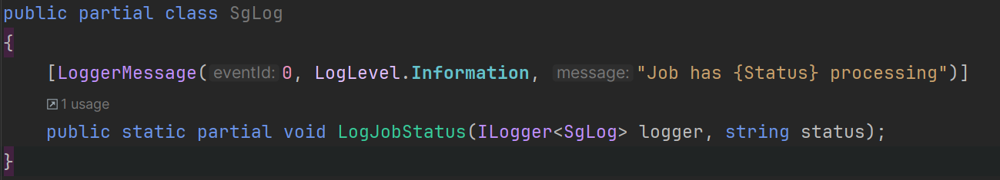 public partial class SgLog
{
[LoggerMessage(eventId: 0, LogLevel.Information, message: "Job has {Status} processing")]
1 usage
public static partial void LogJobStatus(ILogger<SgLog> logger, string status);
}